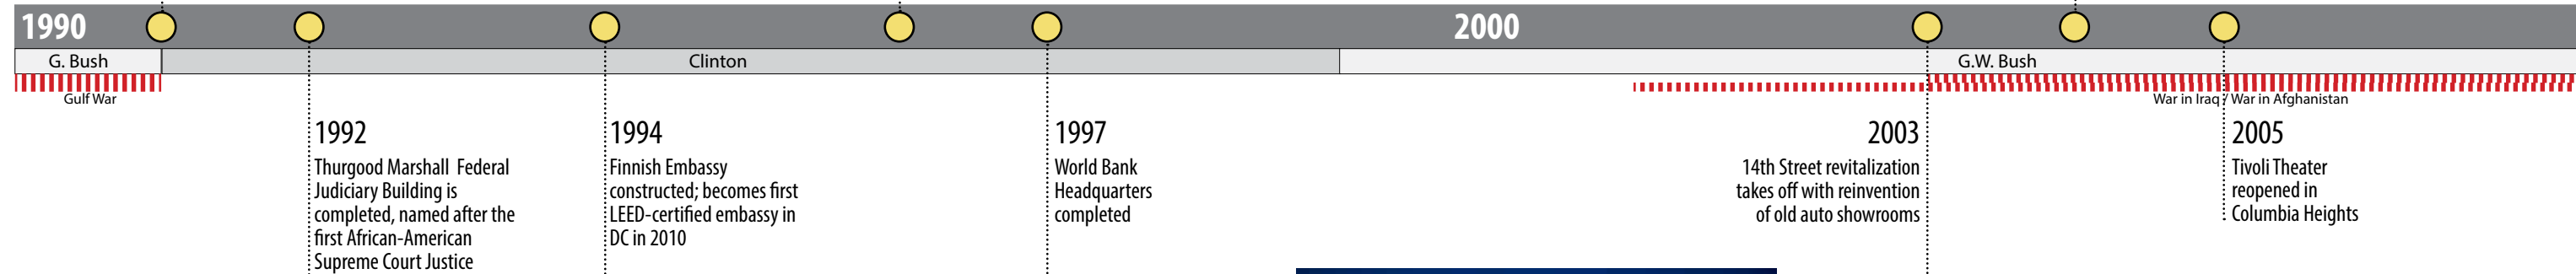 1990
2000
G. Bush
Clinton
G.W. Bush
Gulf War
War in Iraq / War in Afghanistan
1992
Thurgood Marshall Federal
Judiciary Building is
completed, named after the
first African-American
Supreme Court Justice
1994
Finnish Embassy
constructed; becomes first
LEED-certified embassy in
DC in 2010
1997
World Bank
Headquarters
completed
2003
14th Street revitalization
takes off with reinvention
of old auto showrooms
2005
Tivoli Theater
reopened in
Columbia Heights